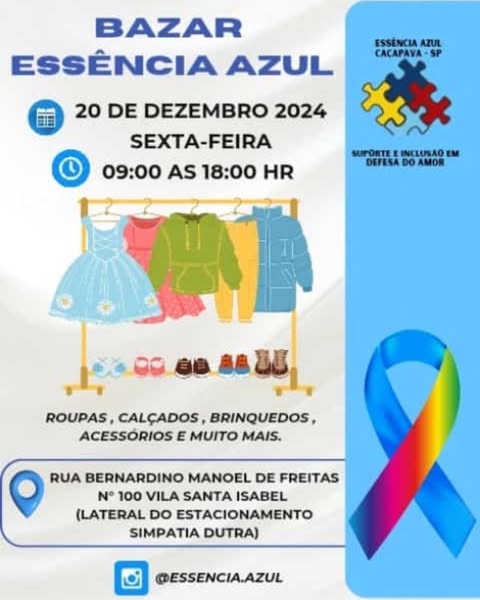 BAZAR
ESSÊNCIA AZUL
20 DE DEZEMBRO 2024
SEXTA-FEIRA
09:00 AS 18:00 HR
ROUPAS , CALÇADOS , BRINQUEDOS ,
ACESSÓRIOS E MUITO MAIS.
RUA BERNARDINO MANOEL DE FREITAS
N° 100 VILA SANTA ISABEL
(LATERAL DO ESTACIONAMENTO
SIMPATIA DUTRA)
@ESSENCIA.AZUL
ESSÊNCIA AZUL
CACAPAVA - SP
SUPORTE E INCLUSÃO EM
DEFESA DO AMOR